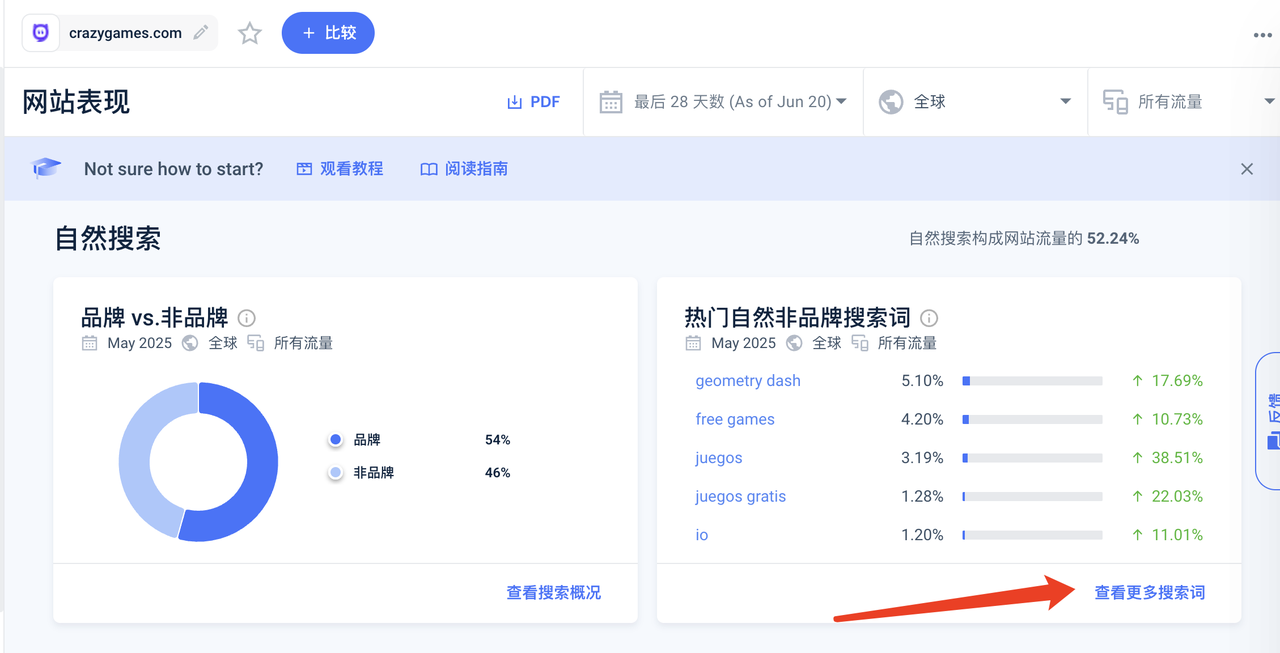 crazygames.com
+ 比较
网站表现
PDF
最后 28 天数 (As of Jun 20)
全球
所有流量
Not sure how to start?
观看教程
阅读指南
自然搜索
自然搜索构成网站流量的 52.24%
品牌 vs.非品牌
May 2025 全球 所有流量
品牌 54%
非品牌 46%
查看搜索概况
热门自然非品牌搜索词
May 2025 全球 所有流量
geometry dash 5.10% ↑ 17.69%
free games 4.20% ↑ 10.73%
juegos 3.19% ↑ 38.51%
juegos gratis 1.28% ↑ 22.03%
io 1.20% ↑ 11.01%
查看更多搜索词
反馈